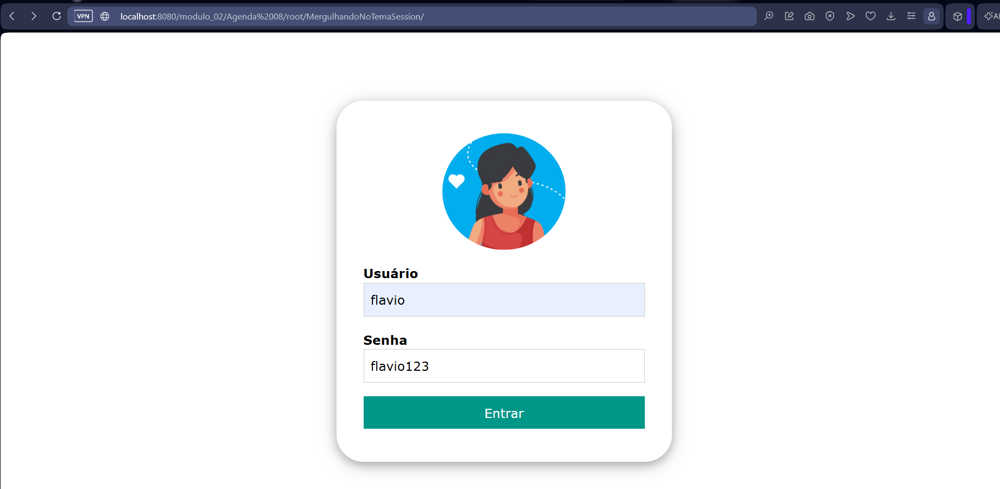 VPN
localhost:8080/modulo_02/Agenda%2008/root/MergulhandoNoTemaSession/
Usuário
flavio
Senha
flavio123
Entrar